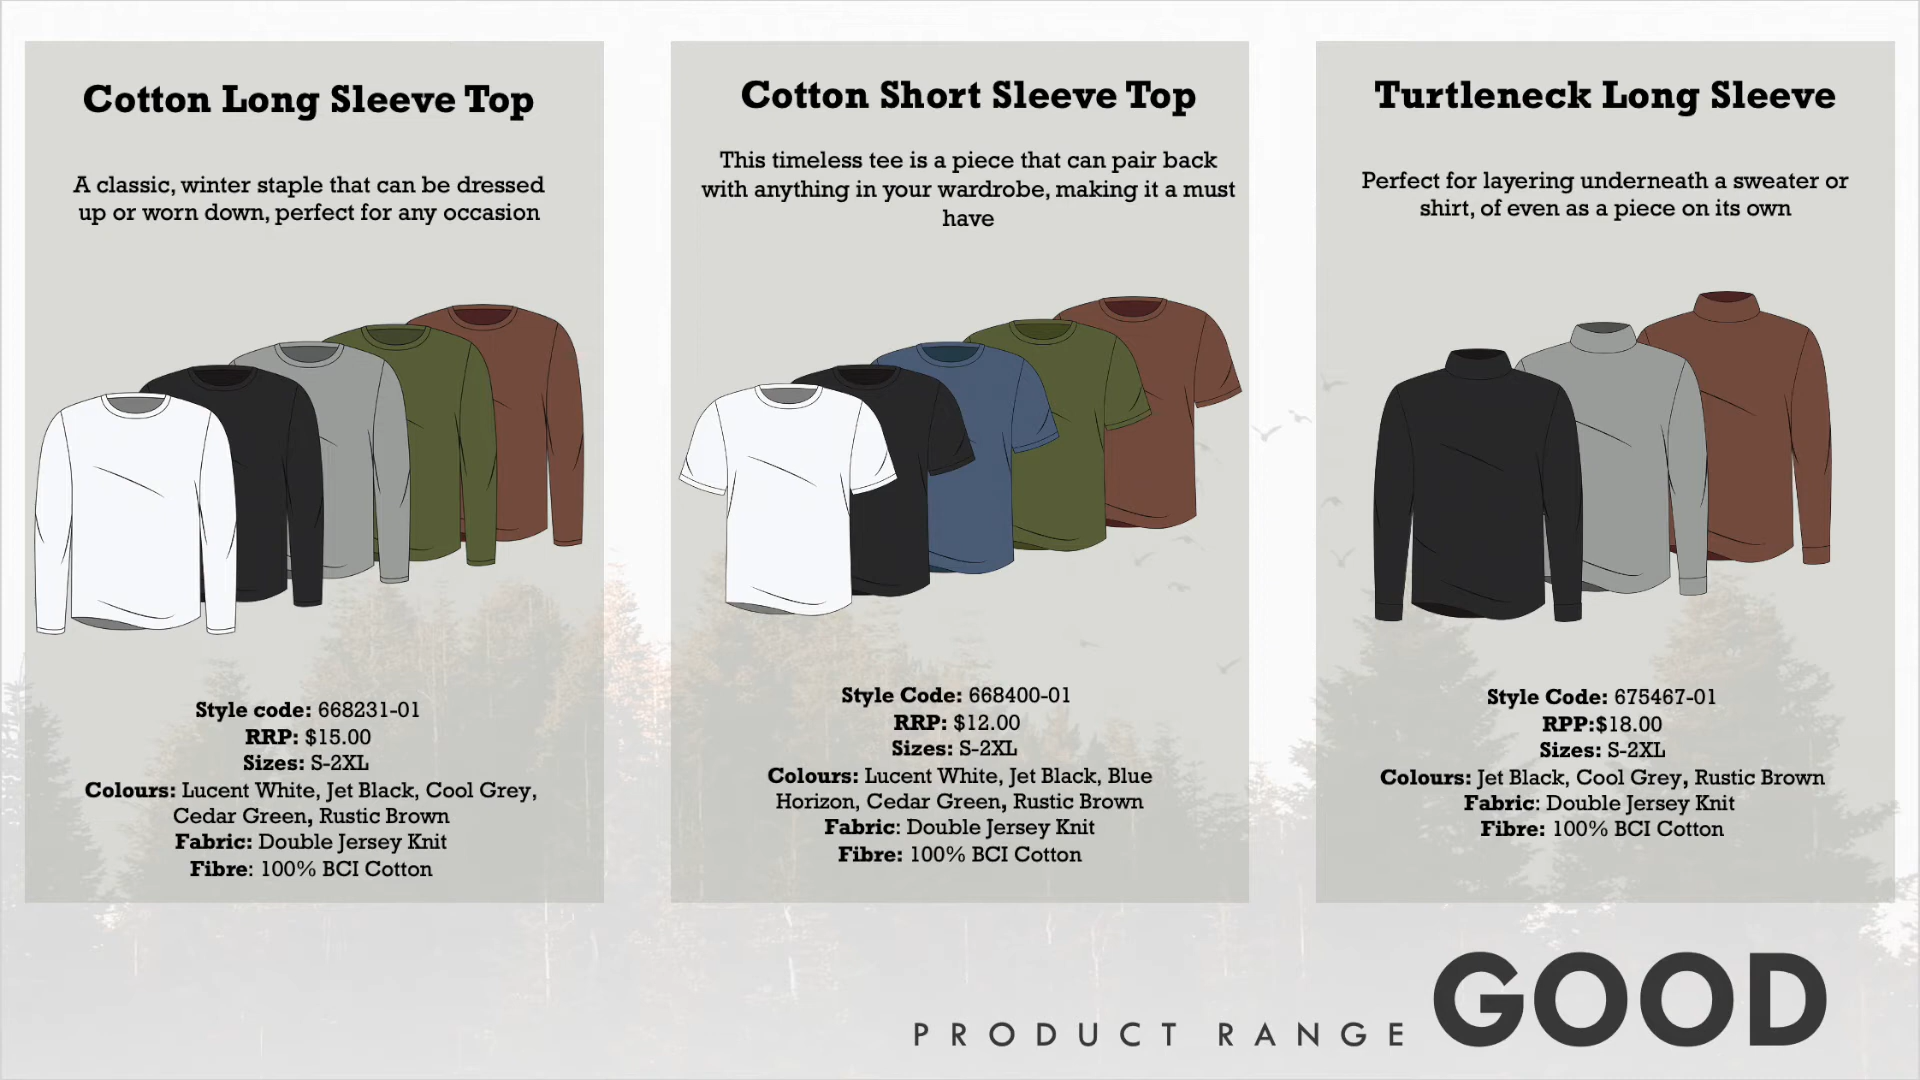 Cotton Long Sleeve Top
A classic, winter staple that can be dressed
up or worn down, perfect for any occasion
Style code: 668231-01
RRP: $15.00
Sizes: S-2XL
Colours: Lucent White, Jet Black, Cool Grey,
Cedar Green, Rustic Brown
Fabric: Double Jersey Knit
Fibre: 100% BCI Cotton
Cotton Short Sleeve Top
This timeless tee is a piece that can pair back
with anything in your wardrobe, making it a must
have
Style Code: 668400-01
RRP: $12.00
Sizes: S-2XL
Colours: Lucent White, Jet Black, Blue
Horizon, Cedar Green, Rustic Brown
Fabric: Double Jersey Knit
Fibre: 100% BCI Cotton
Turtleneck Long Sleeve
Perfect for layering underneath a sweater or
shirt, of even as a piece on its own
Style Code: 675467-01
RPP:$18.00
Sizes: S-2XL
Colours: Jet Black, Cool Grey, Rustic Brown
Fabric: Double Jersey Knit
Fibre: 100% BCI Cotton
PRODUCT RANGE GOOD